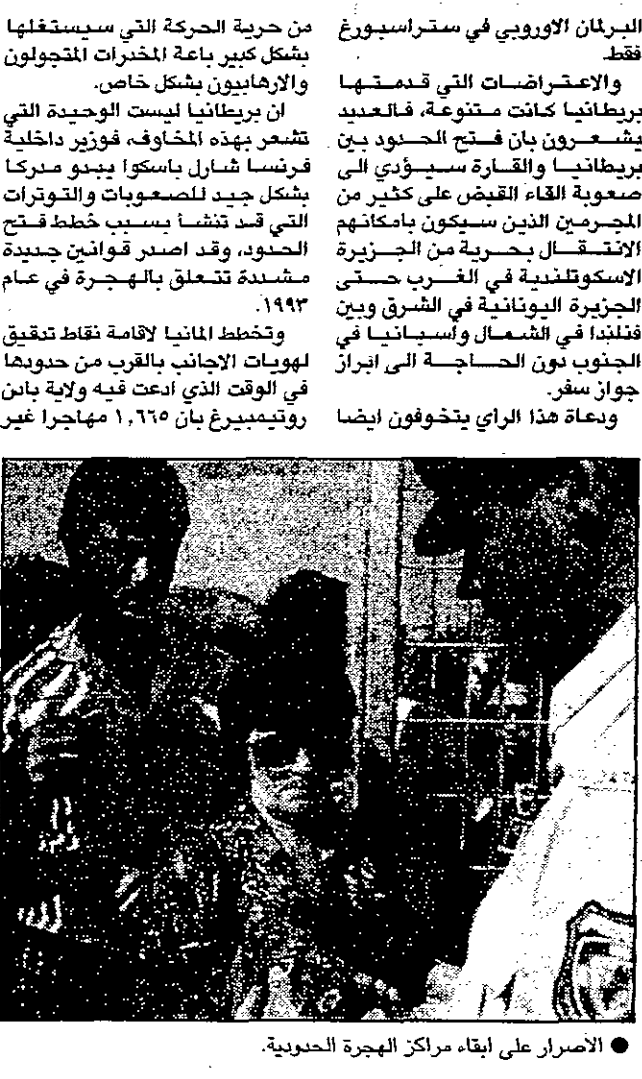 البرلمان الاوروبي في ستراسبورغ
فقط.
والاعتراضات التي قدمتها
بريطانيا كانت متنوعة، فالعديد
يشعرون بان فتح الحدود بين
بريطانيا والقارة سيؤدي الى
صعوبة القاء القبض على كثير من
المجرمين الذين سيكون بامكانهم
الانتقال بحرية من الجزيرة
الاسكوتلندية في الغرب حتى
الجزيرة اليونانية في الشرق وبين
فنلندا في الشمال واسبانيا في
الجنوب دون الحاجة الى ابراز
جواز سفر.
ودعاة هذا الراي يتخوفون ايضا
من حرية الحركة التي سيستغلها
بشكل كبير باعة المخدرات المتجولون
والارهابيون بشكل خاص.
ان بريطانيا ليست الوحيدة التي
تشعر بهذه المخاوف، فوزير داخلية
فرنسا شارل باسكوا يبدو مدركا
بشكل جيد للصعوبات والتوترات
التي قد تنشأ بسبب خطط فتح
الحدود، وقد اصدر قوانين جديدة
مشددة تتعلق بالهجرة في عام
١٩٩٣.
وتخطط المانيا لاقامة نقاط تدقيق
لهويات الاجانب بالقرب من حدودها
في الوقت الذي ادعت فيه ولاية بادن
روتيمبيرغ بان ١,٦٦٥ مهاجرا غير
● الاصرار على ابقاء مراكز الهجرة الحدودية.